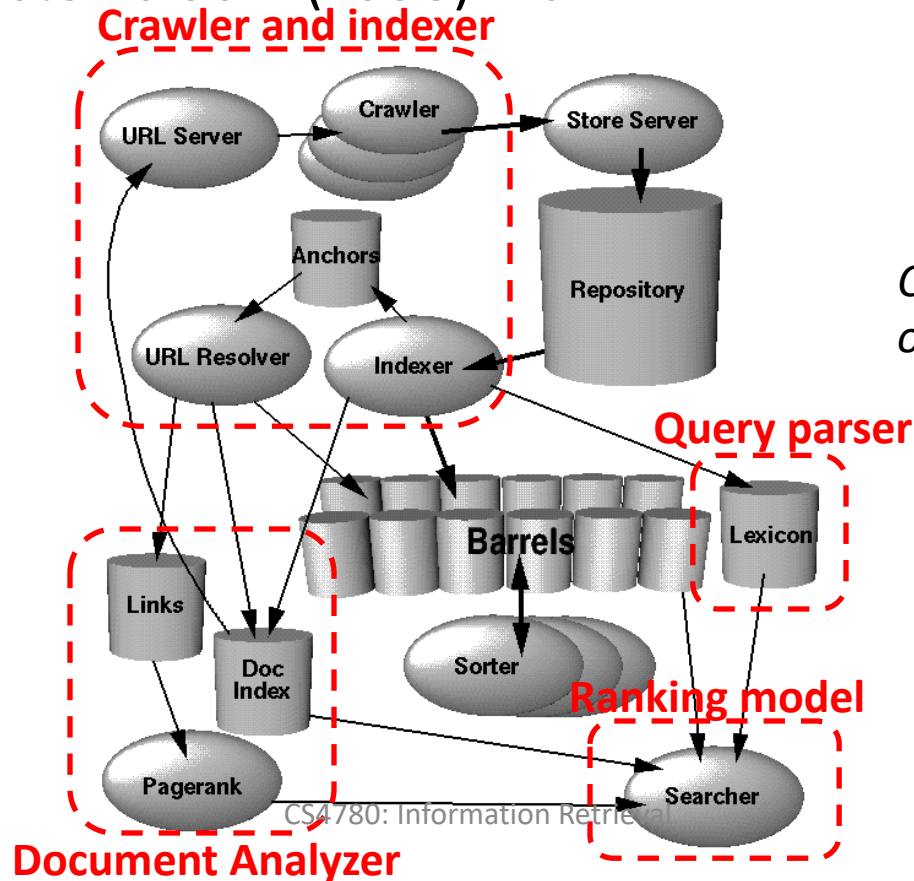 Crawler and indexer
Crawler
URL Server
Store Server
Anchors
Repository
URL Resolver
Indexer
Query parser
Barrels
Lexicon
Links
Doc
Index
Sorter
Ranking model
Pagerank
Searcher
CS4780: Information Retrieval
Document Analyzer